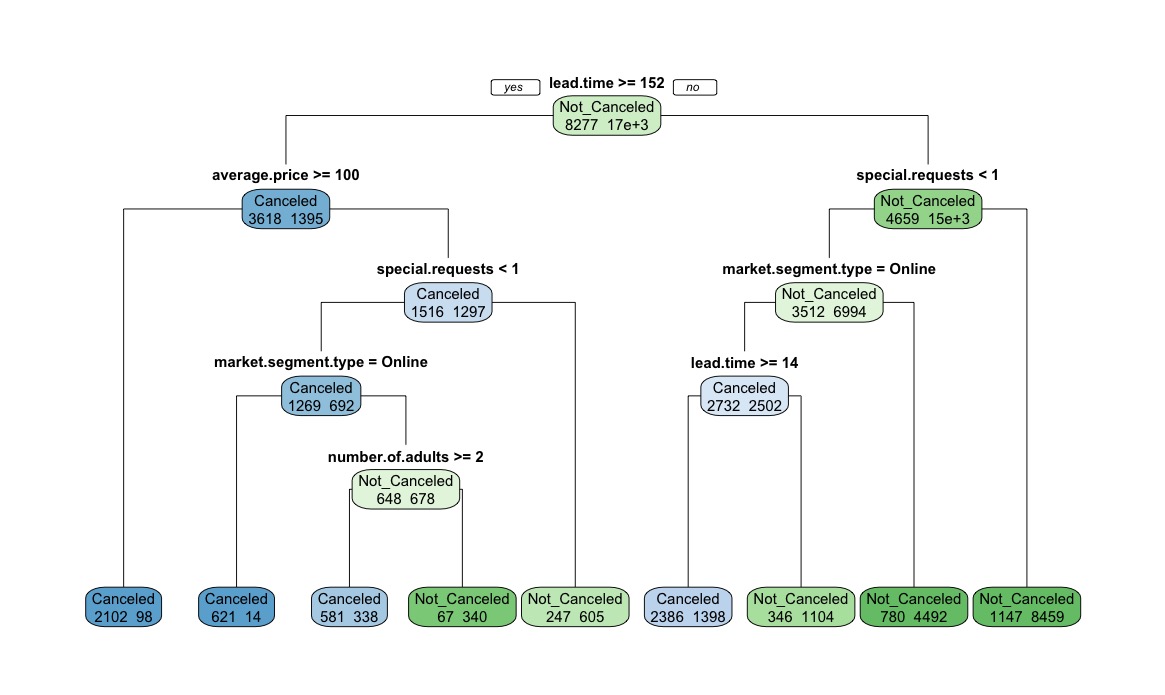 lead.time >= 152
yes
no
Not_Canceled
8277 17e+3
average.price >= 100
special.requests < 1
Canceled
3618 1395
Not_Canceled
4659 15e+3
special.requests < 1
market.segment.type = Online
Canceled
1516 1297
Not_Canceled
3512 6994
market.segment.type = Online
lead.time >= 14
Canceled
1269 692
Canceled
2732 2502
number.of.adults >= 2
Not_Canceled
648 678
Canceled
2102 98
Canceled
621 14
Canceled
581 338
Not_Canceled
67 340
Not_Canceled
247 605
Canceled
2386 1398
Not_Canceled
346 1104
Not_Canceled
780 4492
Not_Canceled
1147 8459